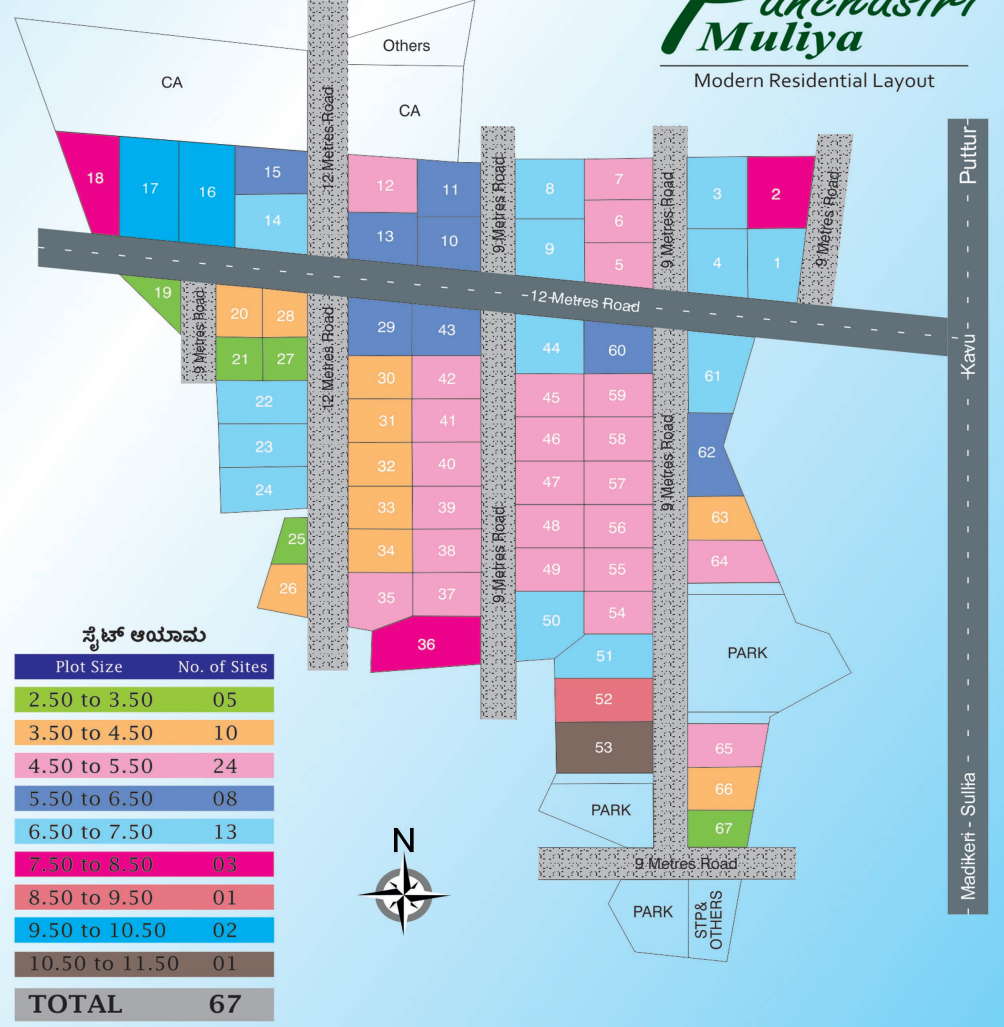 Panchasiri
Muliya
Modern Residential Layout
Others
CA
CA
12 Metres Road
9 Metres Road
9 Metres Road
9 Metres Road
18
17
16
15
14
12
11
13
10
8
9
7
6
5
3
2
4
1
12 Metres Road
19
20
28
21
27
22
23
24
25
26
9 Metres Road
12 Metres Road
29
43
30
42
31
41
32
40
33
39
34
38
35
37
36
9 Metres Road
44
60
45
59
46
58
47
57
48
56
49
55
50
54
51
52
53
9 Metres Road
61
62
63
64
PARK
65
66
67
PARK
9 Metres Road
PARK
STP&
OTHERS
Madikeri - Sullia - Kavu - Puttur
N
ಸೈಟ್ ಆಯಾಮ
Plot Size No. of Sites
2.50 to 3.50 05
3.50 to 4.50 10
4.50 to 5.50 24
5.50 to 6.50 08
6.50 to 7.50 13
7.50 to 8.50 03
8.50 to 9.50 01
9.50 to 10.50 02
10.50 to 11.50 01
TOTAL 67